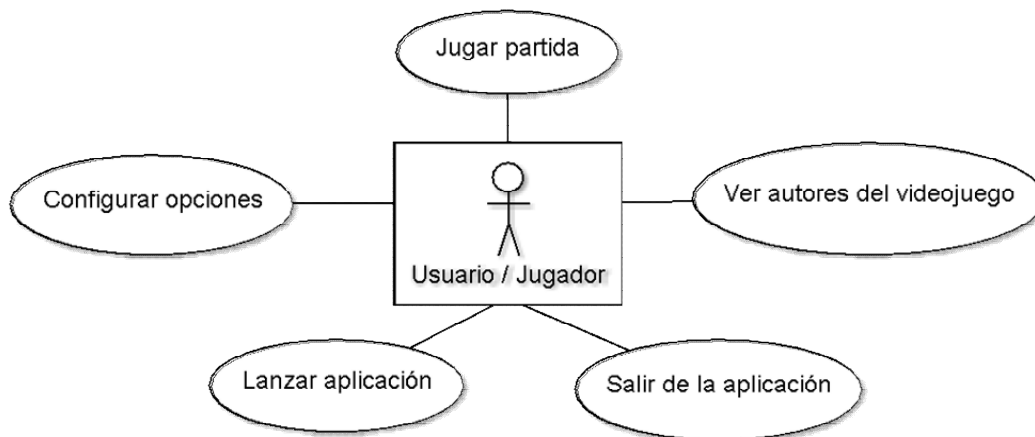 Jugar partida
Configurar opciones
Ver autores del videojuego
Usuario / Jugador
Lanzar aplicación
Salir de la aplicación